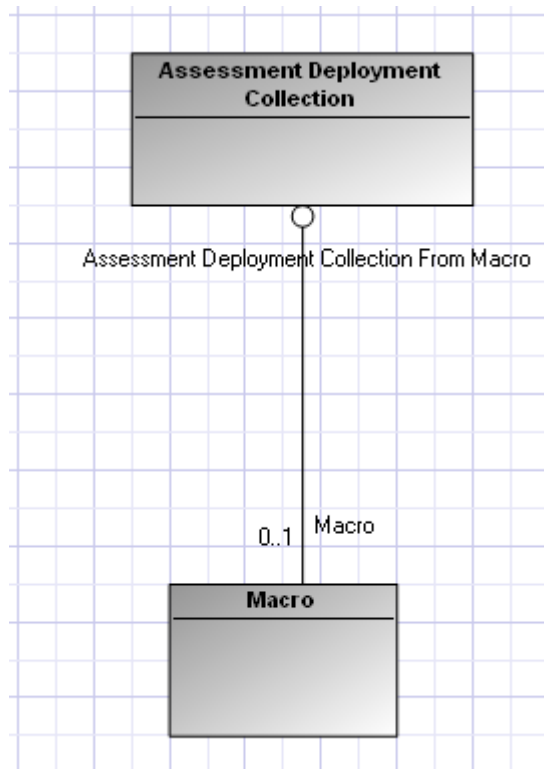 Assessment Deployment
Collection
Assessment Deployment Collection From Macro
Macro
0..1
Macro